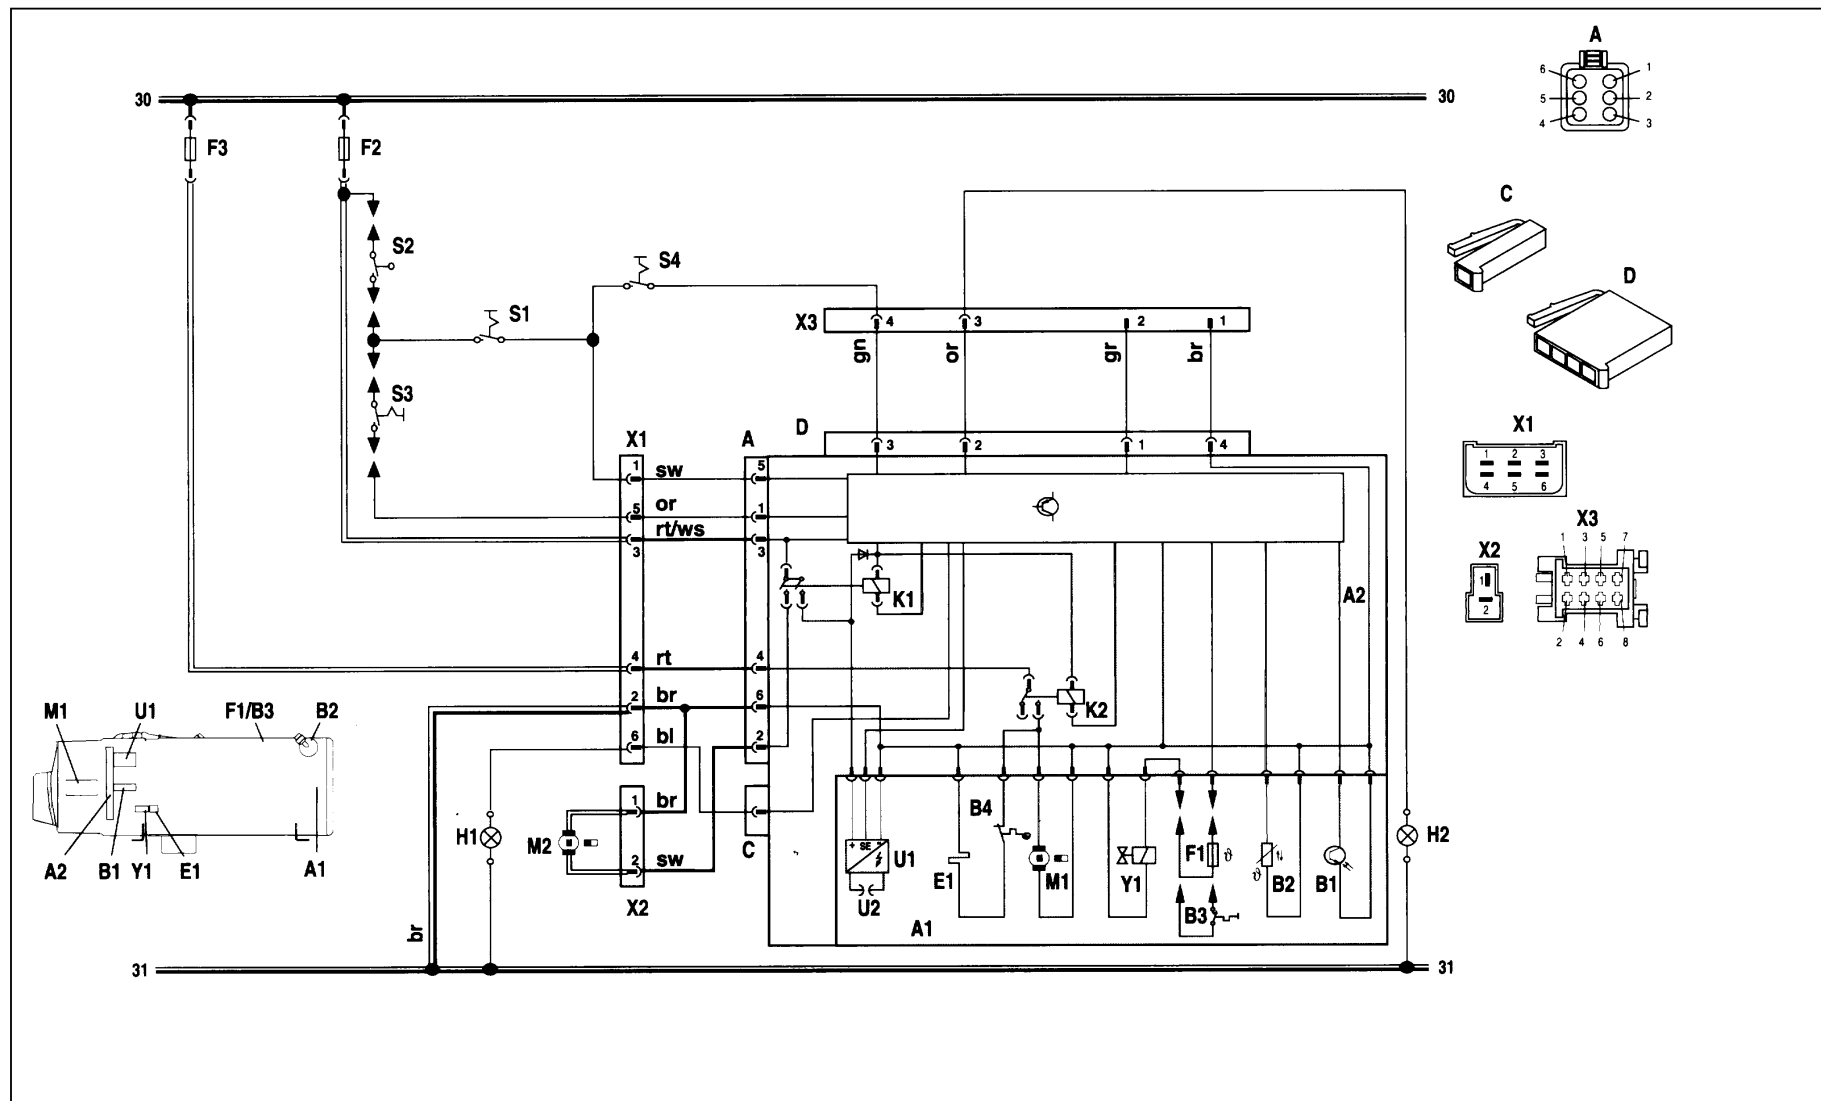 A
6 1
5 2
4 3
30 30
F3 F2
C
S2
S4
D
S1
X3 4 3 2 1
gn or gr br
S3
X1 A D 3 2 1 4
1 sw 5
5 or 1
rt/ws
3 3
X1
1 2 3
4 5 6
X3
1 3 5 7
X2
1
2
2 4 6 8
K1
A2
4 rt 4
2 br 6
K2
6 bl 2
M1 U1 F1/B3 B2
A2 B1 Y1 E1 A1
1 br
H1 M2
2 sw
X2
C
B4
+ SE -
U1
U2
E1
M1
Y1
F1
B3
B2
B1
A1
H2
br
31 31